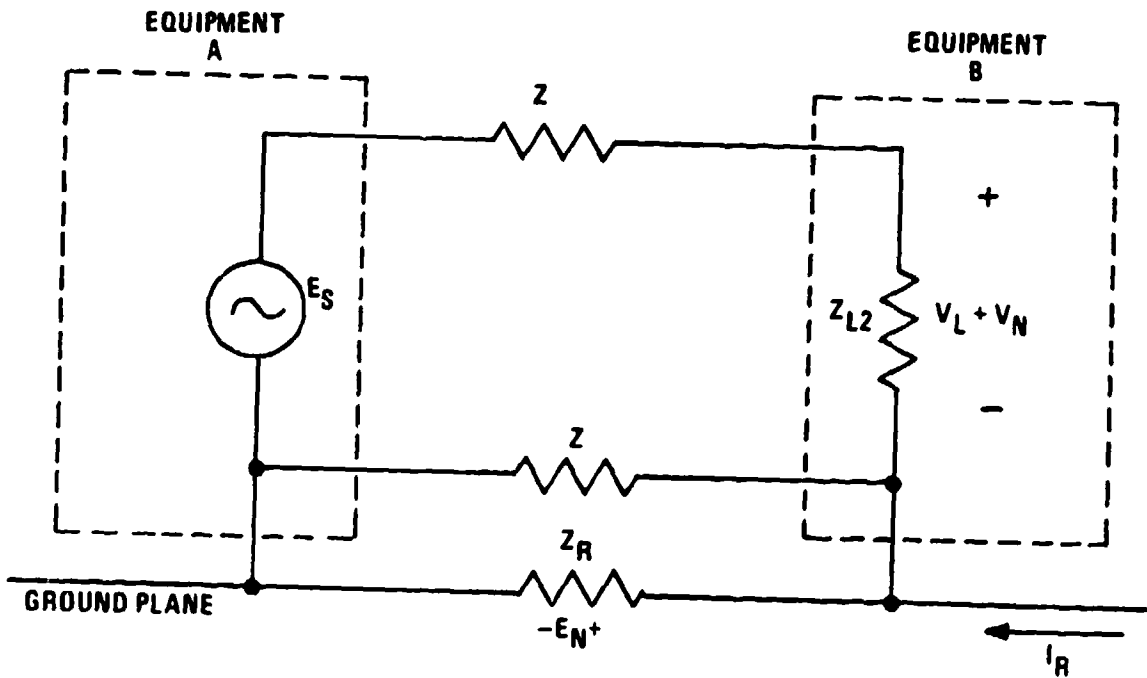 EQUIPMENT
A
EQUIPMENT
B
Z
+
E_S
Z_L2
V_L + V_N
−
Z
Z_R
GROUND PLANE
-E_N+
I_R